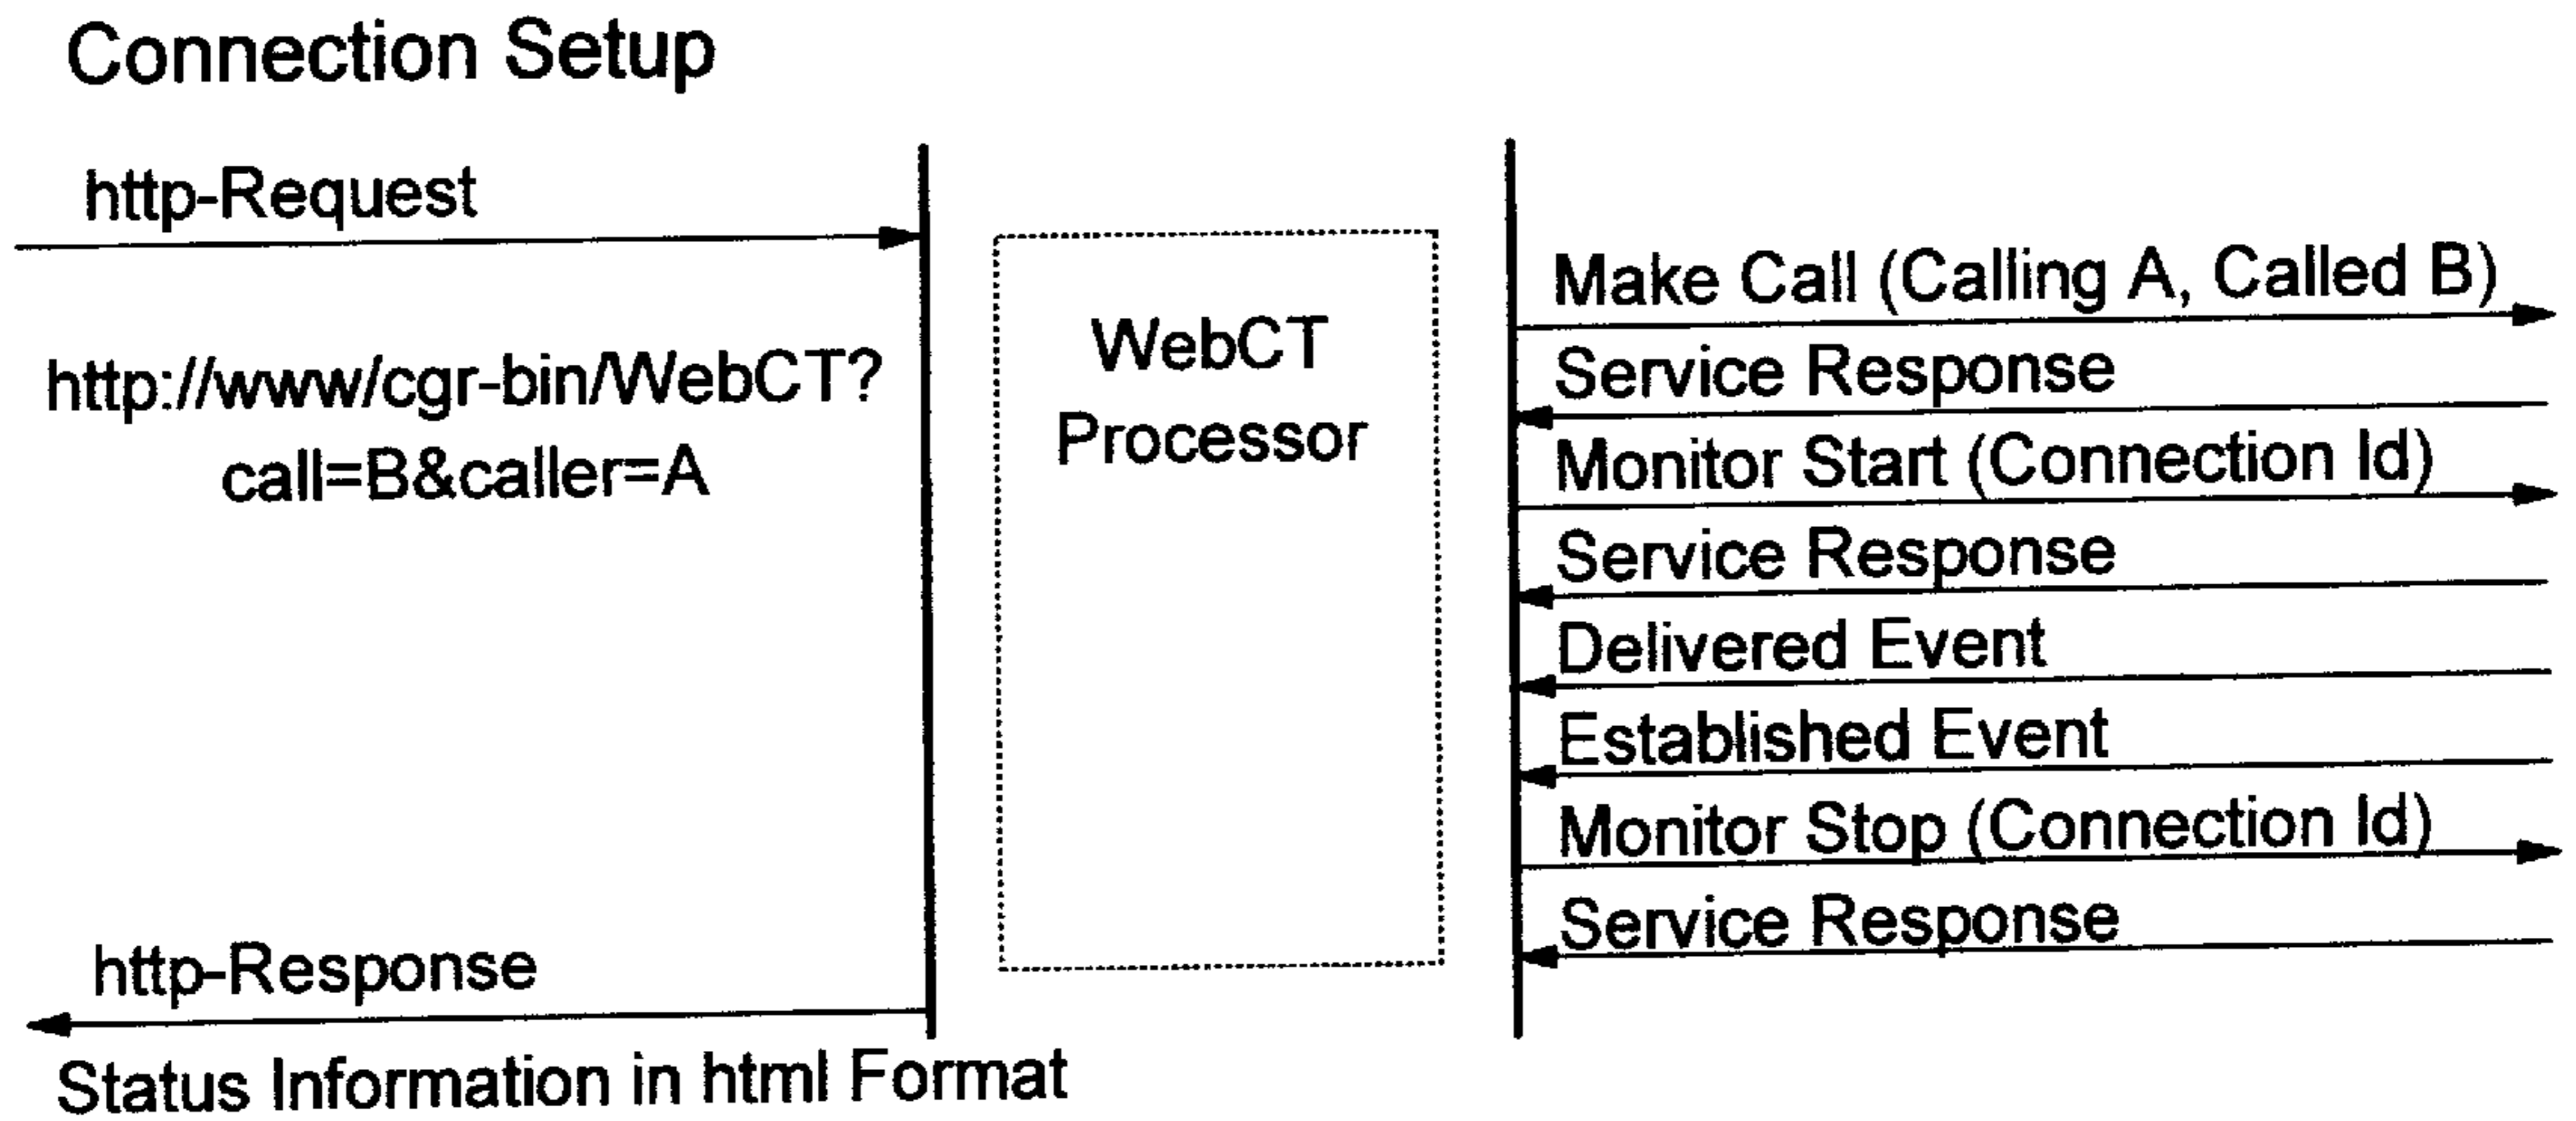 Connection Setup
http-Request
http://www/cgr-bin/WebCT?
call=B&caller=A
WebCT
Processor
Make Call (Calling A, Called B)
Service Response
Monitor Start (Connection Id)
Service Response
Delivered Event
Established Event
Monitor Stop (Connection Id)
Service Response
http-Response
Status Information in html Format